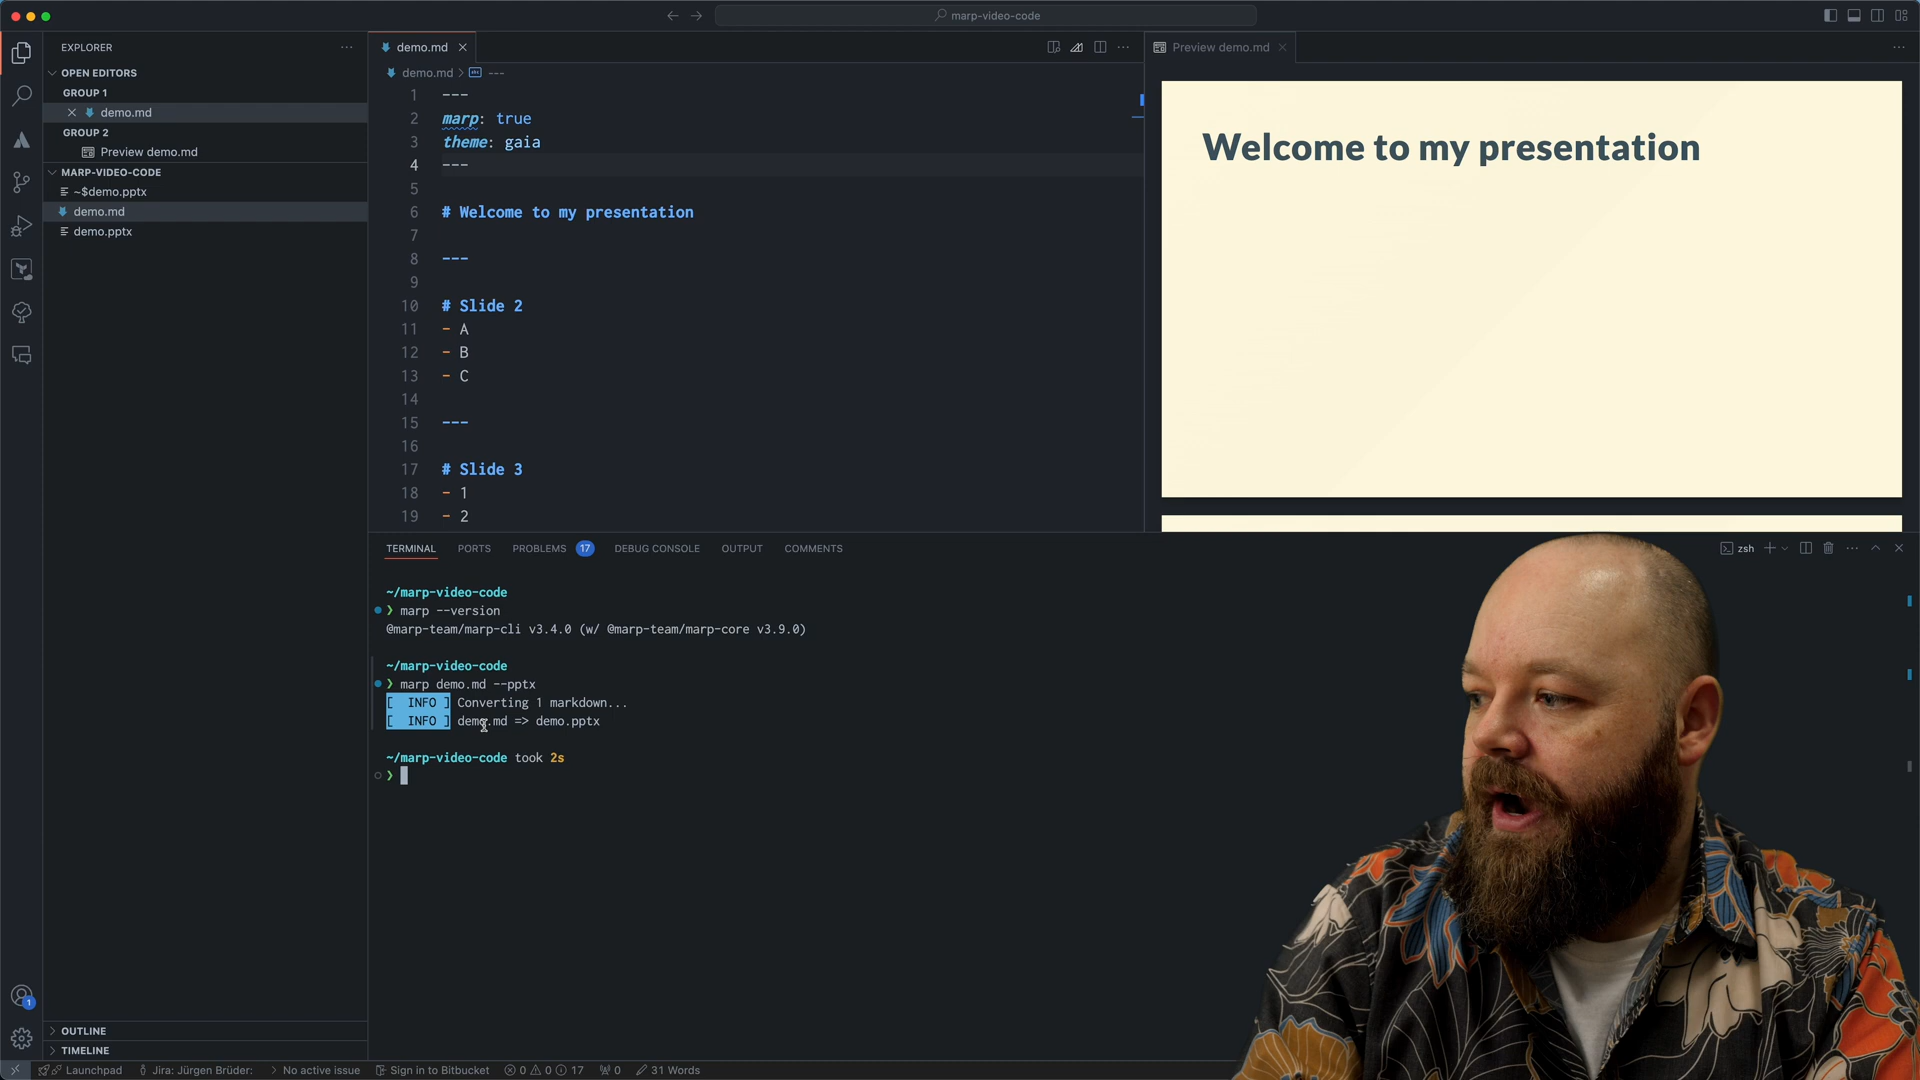 marp-video-code
EXPLORER
OPEN EDITORS
GROUP 1
demo.md
GROUP 2
Preview demo.md
MARP-VIDEO-CODE
~$demo.pptx
demo.md
demo.pptx
OUTLINE
TIMELINE
demo.md
demo.md > ---
1 ---
2 marp: true
3 theme: gaia
4 ---
5
6 # Welcome to my presentation
7
8 ---
9
10 # Slide 2
11 - A
12 - B
13 - C
14
15 ---
16
17 # Slide 3
18 - 1
19 - 2
Preview demo.md
Welcome to my presentation
TERMINAL PORTS PROBLEMS 17 DEBUG CONSOLE OUTPUT COMMENTS
zsh
~/marp-video-code
❯ marp --version
@marp-team/marp-cli v3.4.0 (w/ @marp-team/marp-core v3.9.0)
~/marp-video-code
❯ marp demo.md --pptx
[ INFO ] Converting 1 markdown...
[ INFO ] demo.md => demo.pptx
~/marp-video-code took 2s
❯
1
Launchpad Jira: Jürgen Brüder: > No active issue Sign in to Bitbucket 0 0 17 0 31 Words